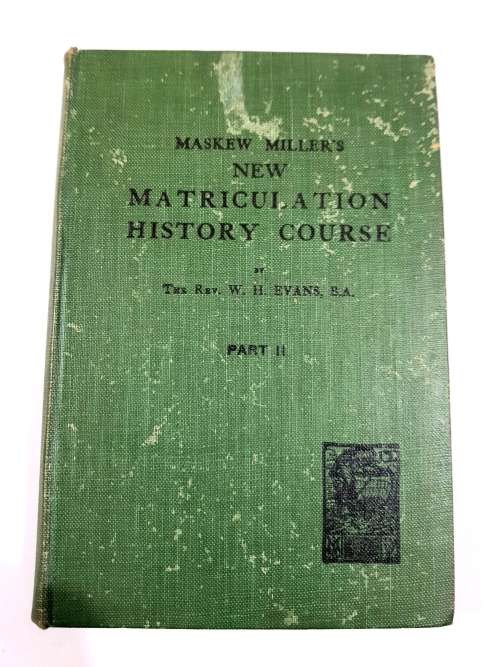 MASKEW MILLER'S
NEW
MATRICULATION
HISTORY COURSE
BY
THE REV. W. H. EVANS, B.A.
PART II